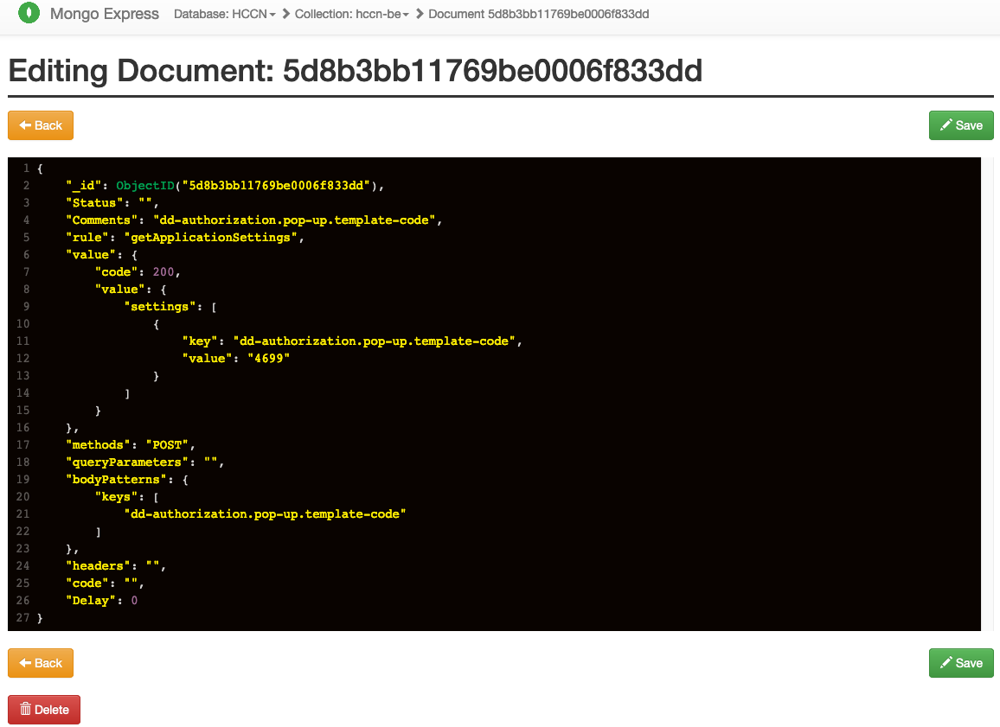 Mongo Express Database: HCCN Collection: hccn-be Document 5d8b3bb11769be0006f833dd
Editing Document: 5d8b3bb11769be0006f833dd
Back Save
1 {
2 "_id": ObjectID("5d8b3bb11769be0006f833dd"),
3 "Status": "",
4 "Comments": "dd-authorization.pop-up.template-code",
5 "rule": "getApplicationSettings",
6 "value": {
7 "code": 200,
8 "value": {
9 "settings": [
10 {
11 "key": "dd-authorization.pop-up.template-code",
12 "value": "4699"
13 }
14 ]
15 }
16 },
17 "methods": "POST",
18 "queryParameters": "",
19 "bodyPatterns": {
20 "keys": [
21 "dd-authorization.pop-up.template-code"
22 ]
23 },
24 "headers": "",
25 "code": "",
26 "Delay": 0
27 }
Back Save
Delete